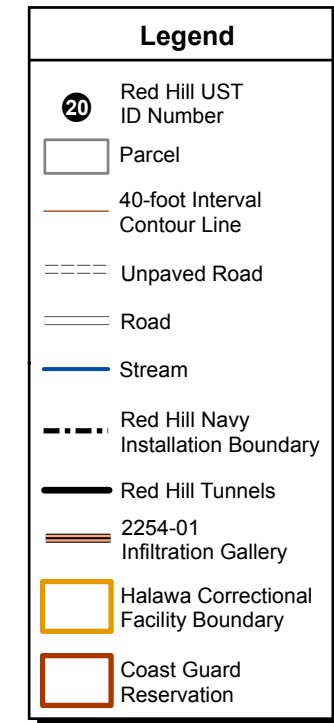 Legend
20
Red Hill UST
ID Number
Parcel
40-foot Interval
Contour Line
Unpaved Road
Road
Stream
Red Hill Navy
Installation Boundary
Red Hill Tunnels
2254-01
Infiltration Gallery
Halawa Correctional
Facility Boundary
Coast Guard
Reservation